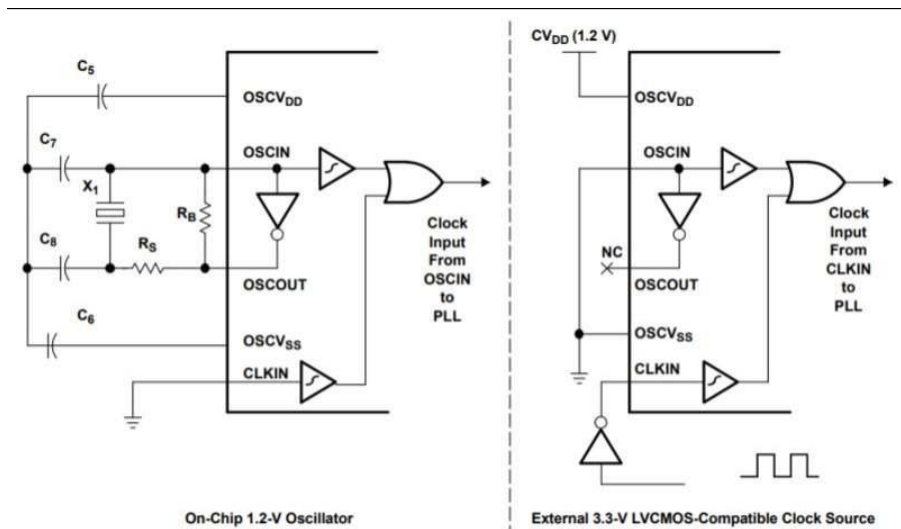 C5
OSCVDD
C7
OSCIN
X1
RB
C8
RS
OSCOUT
C6
OSCVSS
CLKIN
Clock
Input
From
OSCIN
to
PLL
On-Chip 1.2-V Oscillator
CVDD (1.2 V)
OSCVDD
OSCIN
NC
OSCOUT
OSCVSS
CLKIN
Clock
Input
From
CLKIN
to
PLL
External 3.3-V LVCMOS-Compatible Clock Source